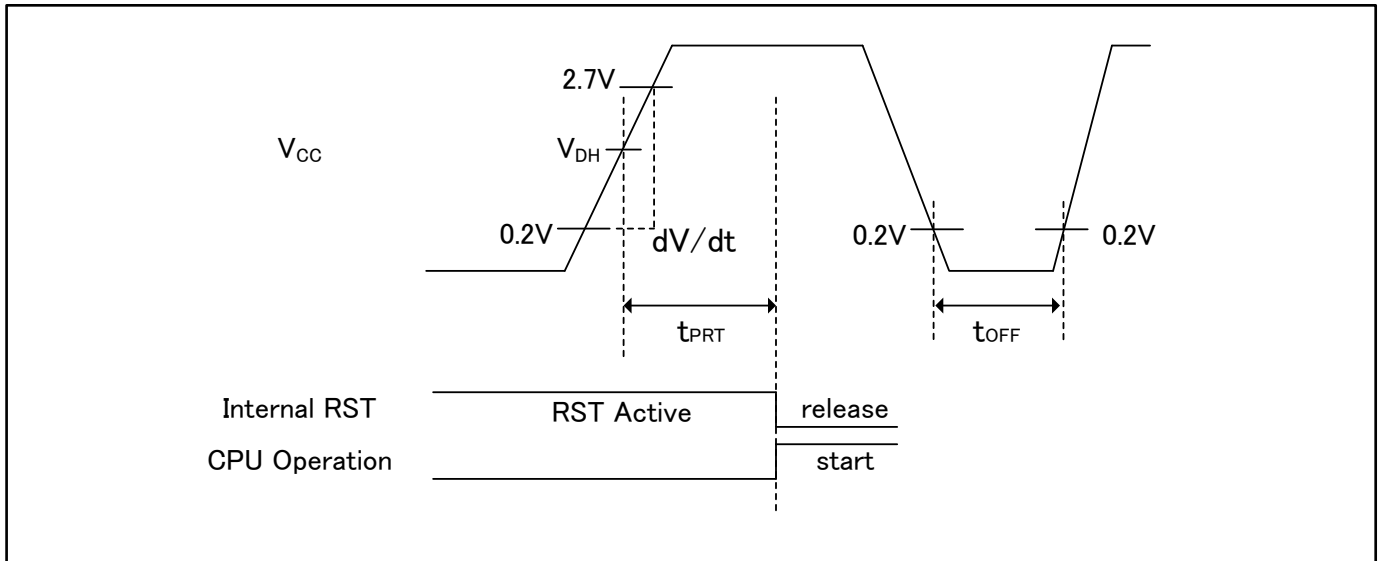 2.7V
VCC
VDH
0.2V
dV/dt
0.2V
0.2V
tPRT
tOFF
Internal RST
RST Active
release
CPU Operation
start